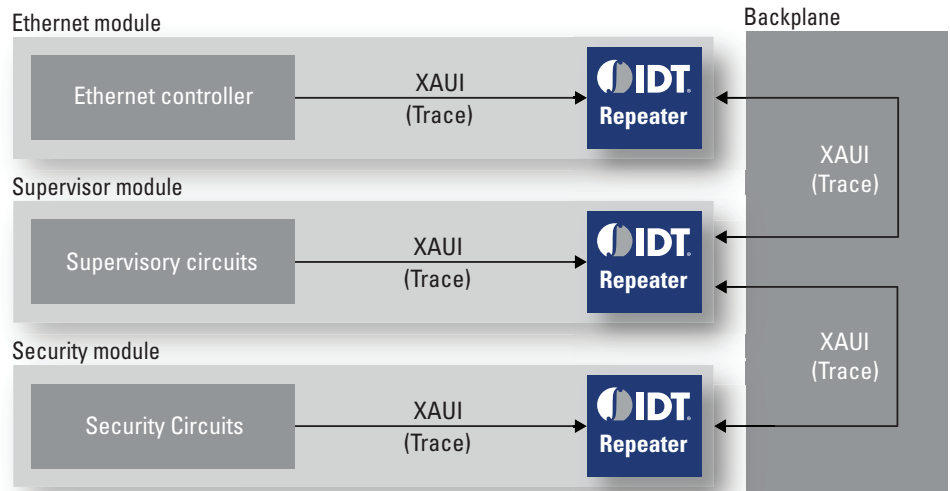 Ethernet module
Backplane
Ethernet controller
XAUI
(Trace)
IDT.
Repeater
XAUI
(Trace)
Supervisor module
Supervisory circuits
XAUI
(Trace)
IDT.
Repeater
XAUI
(Trace)
Security module
Security Circuits
XAUI
(Trace)
IDT.
Repeater